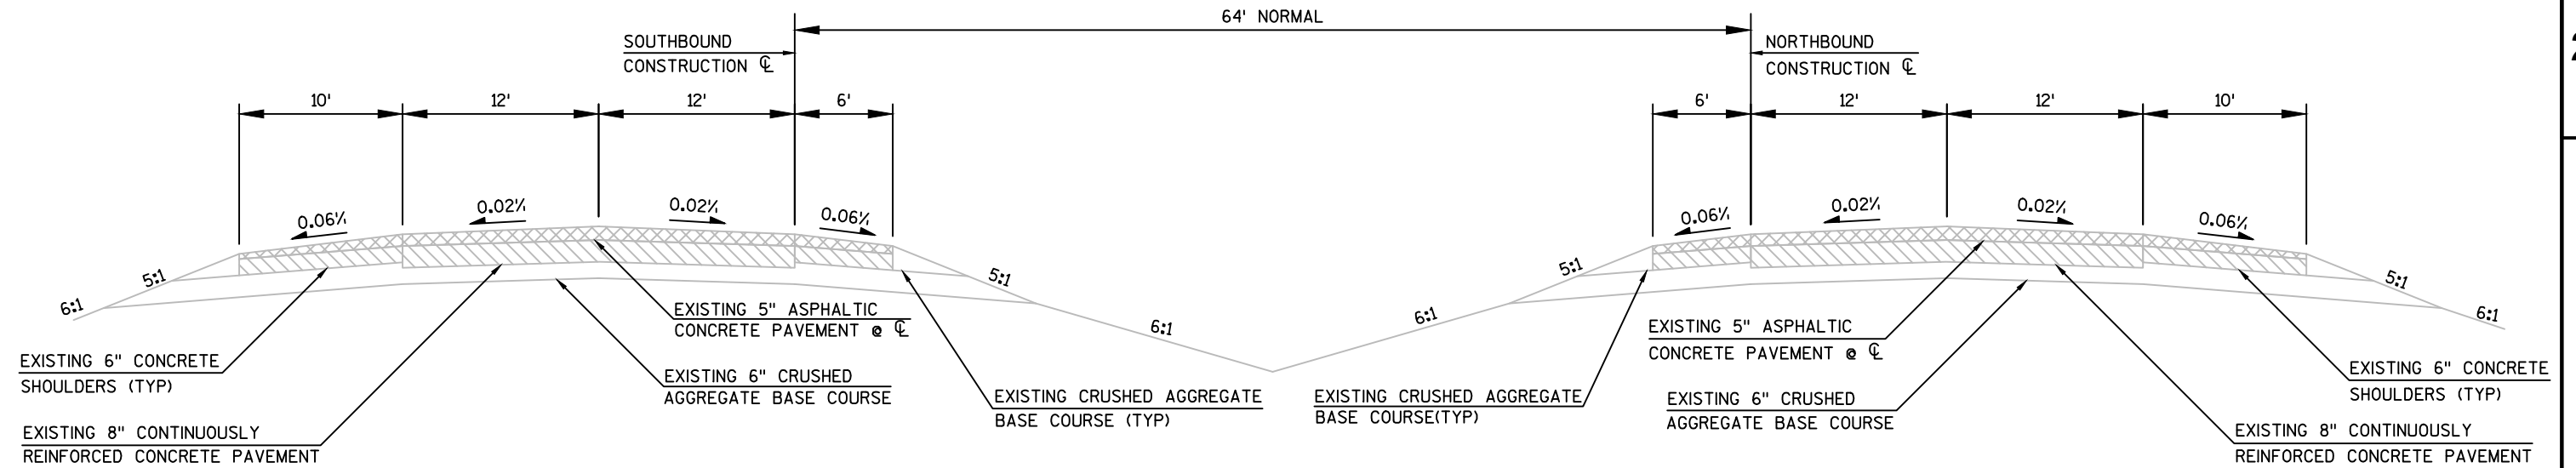 64' NORMAL
SOUTHBOUND
CONSTRUCTION ℄
NORTHBOUND
CONSTRUCTION ℄
10'
12'
12'
6'
6'
12'
12'
10'
0.06%
0.02%
0.02%
0.06%
0.06%
0.02%
0.02%
0.06%
6:1
5:1
5:1
6:1
6:1
5:1
5:1
6:1
EXISTING 5" ASPHALTIC
CONCRETE PAVEMENT @ ℄
EXISTING 5" ASPHALTIC
CONCRETE PAVEMENT @ ℄
EXISTING 6" CONCRETE
SHOULDERS (TYP)
EXISTING 6" CRUSHED
AGGREGATE BASE COURSE
EXISTING CRUSHED AGGREGATE
BASE COURSE (TYP)
EXISTING CRUSHED AGGREGATE
BASE COURSE(TYP)
EXISTING 6" CRUSHED
AGGREGATE BASE COURSE
EXISTING 6" CONCRETE
SHOULDERS (TYP)
EXISTING 8" CONTINUOUSLY
REINFORCED CONCRETE PAVEMENT
EXISTING 8" CONTINUOUSLY
REINFORCED CONCRETE PAVEMENT